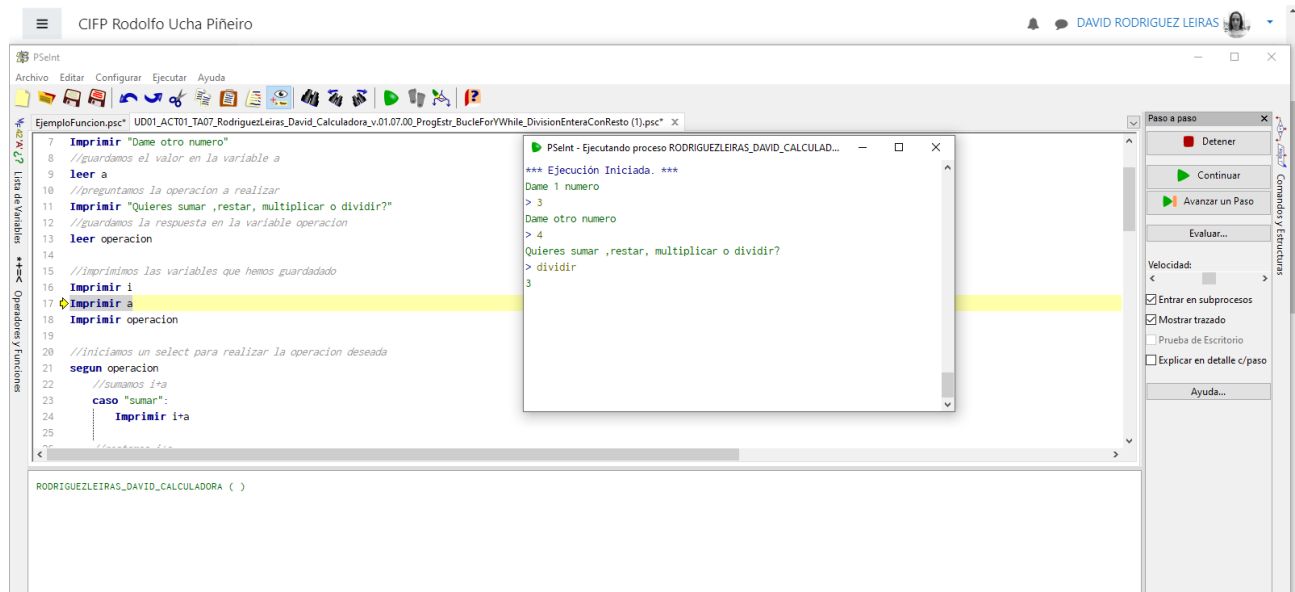 CIFP Rodolfo Ucha Piñeiro
DAVID RODRIGUEZ LEIRAS
PSeInt
Archivo Editar Configurar Ejecutar Ayuda
EjemploFuncion.psc* UD01_ACT01_TA07_RodriguezLeiras_David_Calculadora_v.01.07.00_ProgEstr_BucleForYWhile_DivisionEnteraConResto (1).psc* X
Lista de Variables
Operadores y Funciones
7 Imprimir "Dame otro numero"
8 //guardamos el valor en la variable a
9 leer a
10 //preguntamos la operacion a realizar
11 Imprimir "Quieres sumar ,restar, multiplicar o dividir?"
12 //guardamos la respuesta en la variable operacion
13 leer operacion
14
15 //imprimimos las variables que hemos guardadado
16 Imprimir i
17 Imprimir a
18 Imprimir operacion
19
20 //iniciamos un select para realizar la operacion deseada
21 segun operacion
22 //sumamos i+a
23 caso "sumar":
24 Imprimir i+a
25
PSeInt - Ejecutando proceso RODRIGUEZLEIRAS_DAVID_CALCULAD...
*** Ejecución Iniciada. ***
Dame 1 numero
> 3
Dame otro numero
> 4
Quieres sumar ,restar, multiplicar o dividir?
> dividir
3
Paso a paso
Detener
Continuar
Avanzar un Paso
Evaluar...
Velocidad:
Entrar en subprocesos
Mostrar trazado
Prueba de Escritorio
Explicar en detalle c/paso
Ayuda...
Comandos y Estructuras
RODRIGUEZLEIRAS_DAVID_CALCULADORA ( )